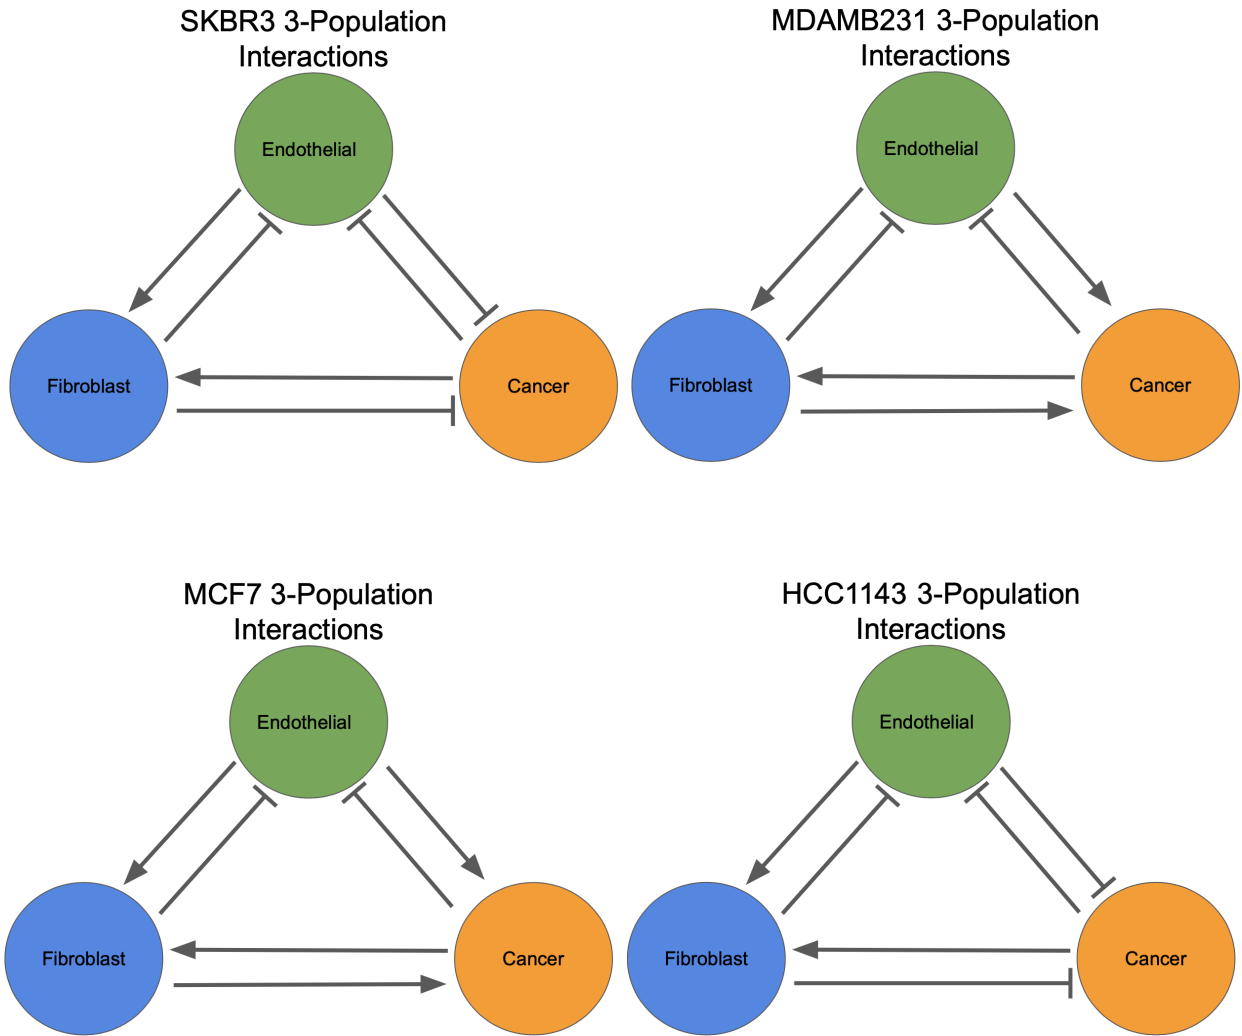 SKBR3 3-Population
Interactions
Endothelial
Fibroblast
Cancer
MDAMB231 3-Population
Interactions
Endothelial
Fibroblast
Cancer
MCF7 3-Population
Interactions
Endothelial
Fibroblast
Cancer
HCC1143 3-Population
Interactions
Endothelial
Fibroblast
Cancer